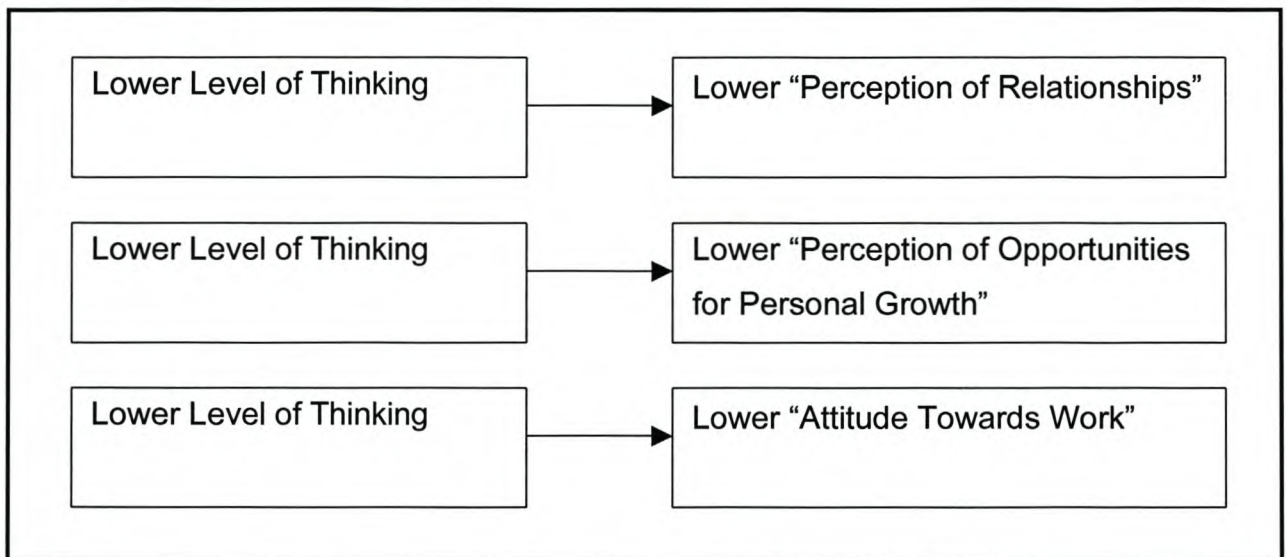 Lower Level of Thinking
Lower “Perception of Relationships”
Lower Level of Thinking
Lower “Perception of Opportunities
for Personal Growth”
Lower Level of Thinking
Lower “Attitude Towards Work”